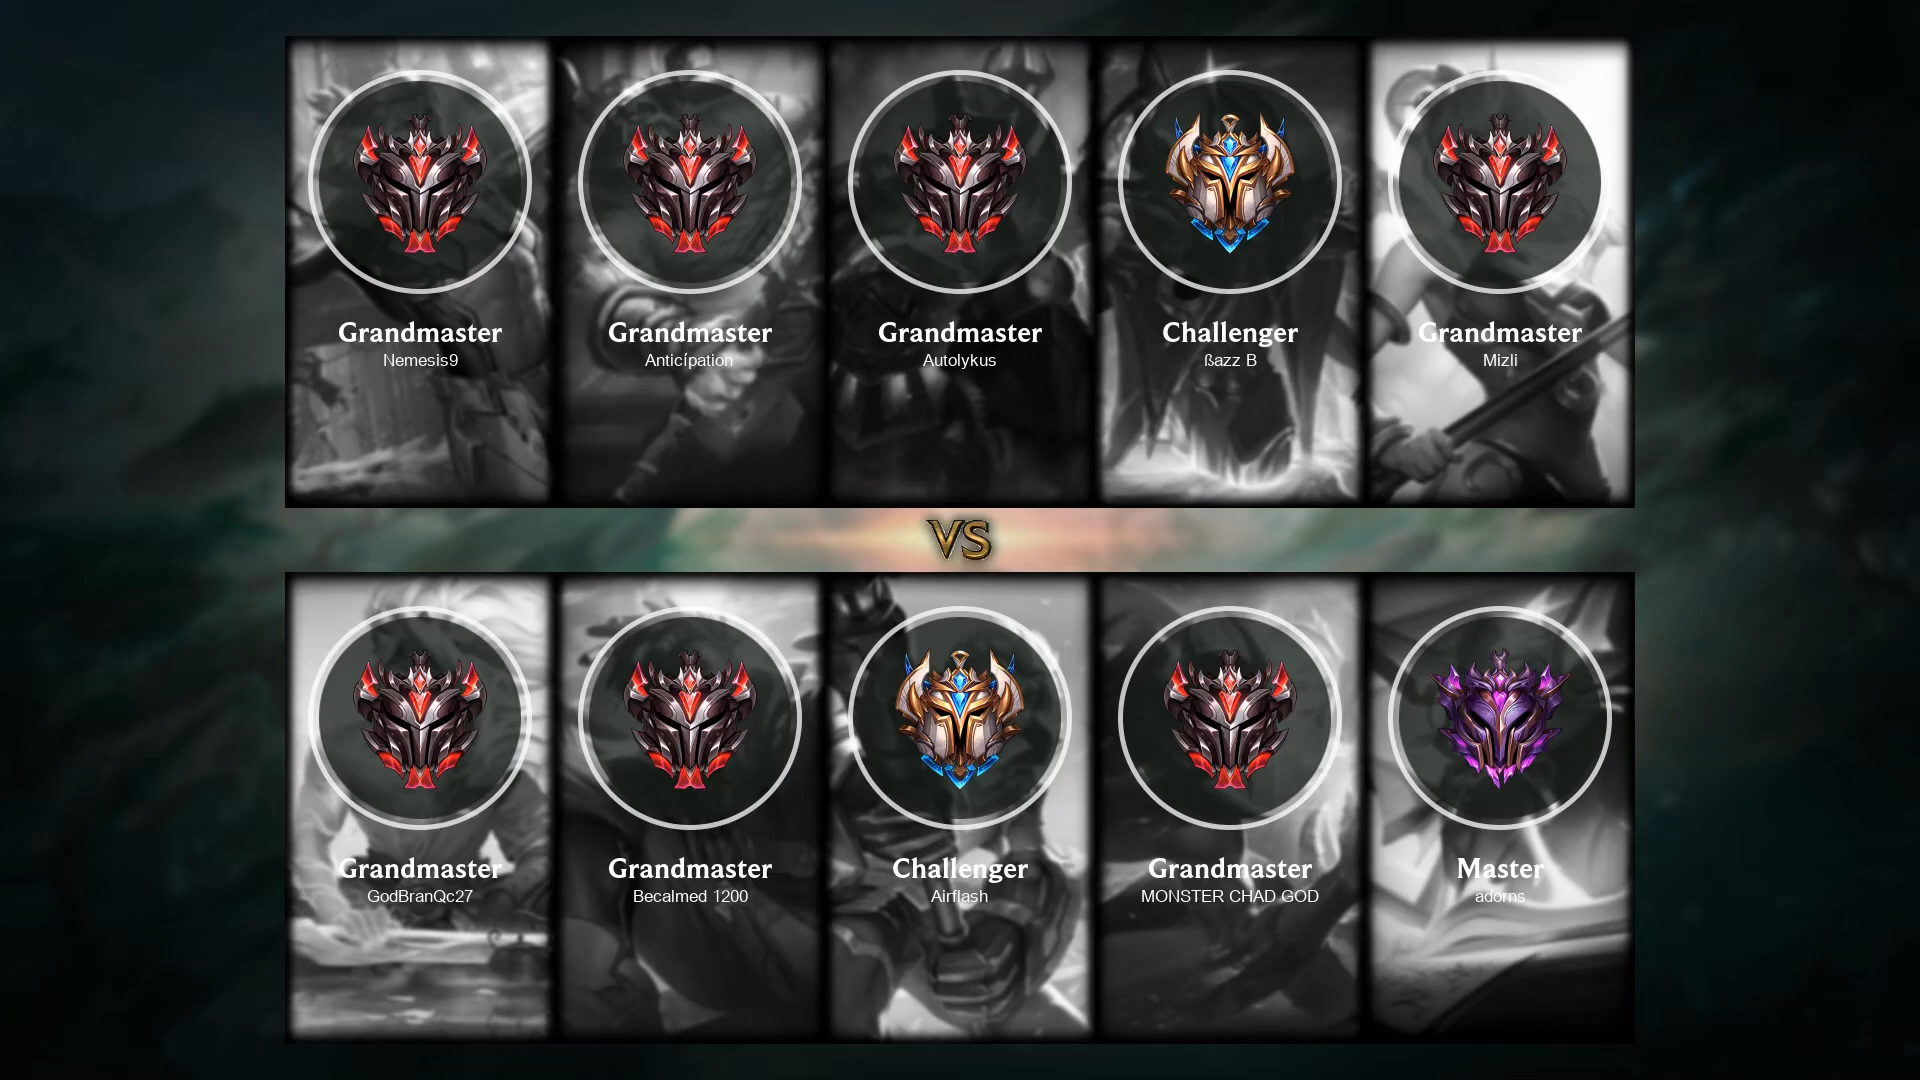 Grandmaster
Nemesis9
Grandmaster
Anticípation
Grandmaster
Autolykus
Challenger
ßazz B
Grandmaster
Mizli
VS
Grandmaster
GodBranQc27
Grandmaster
Becalmed 1200
Challenger
Airflash
Grandmaster
MONSTER CHAD GOD
Master
adorns